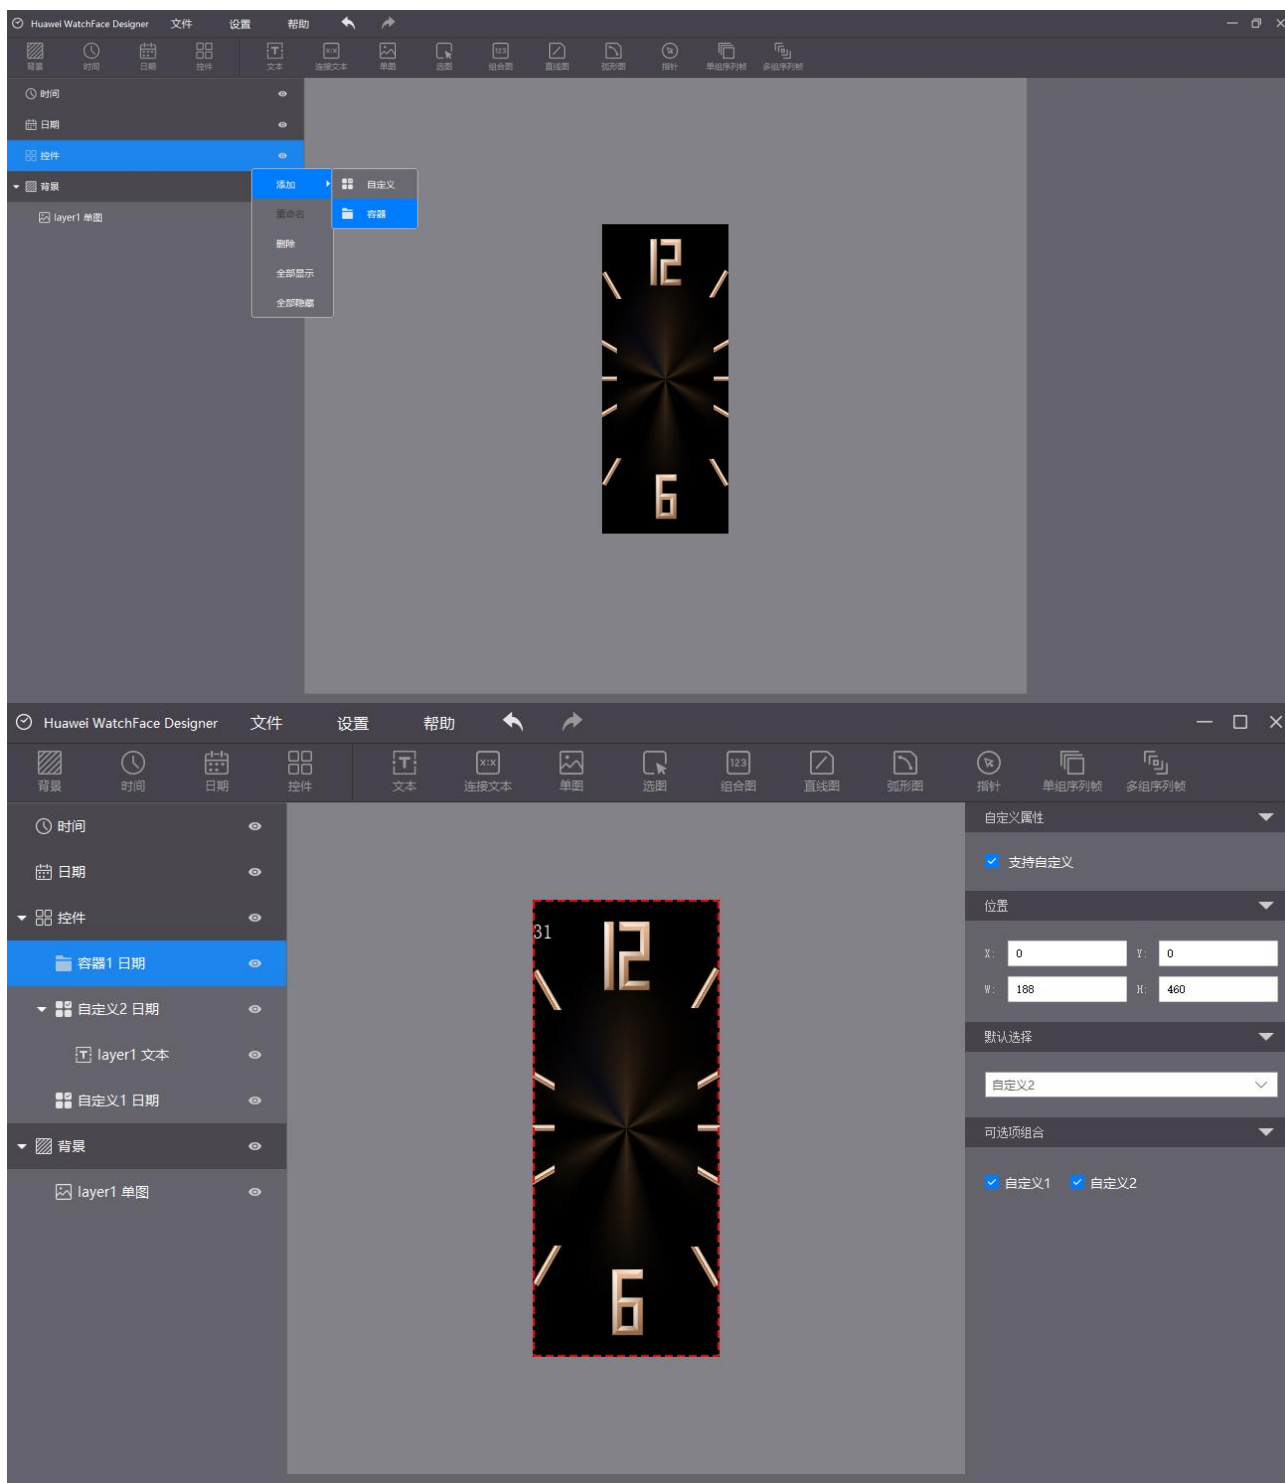 Huawei WatchFace Designer 文件 设置 帮助
背景 时间 日期 控件 文本 连接文本 单图 选图 组合图 直线图 弧形图 指针 单组序列帧 多组序列帧
时间
日期
控件
背景
layer1 单图
添加
重命名
删除
全部显示
全部隐藏
自定义
容器
12
6
Huawei WatchFace Designer 文件 设置 帮助
背景 时间 日期 控件 文本 连接文本 单图 选图 组合图 直线图 弧形图 指针 单组序列帧 多组序列帧
时间
日期
控件
容器1 日期
自定义2 日期
layer1 文本
自定义1 日期
背景
layer1 单图
31
12
6
自定义属性
支持自定义
位置
X: 0 Y: 0
W: 188 H: 460
默认选择
自定义2
可选项组合
自定义1 自定义2